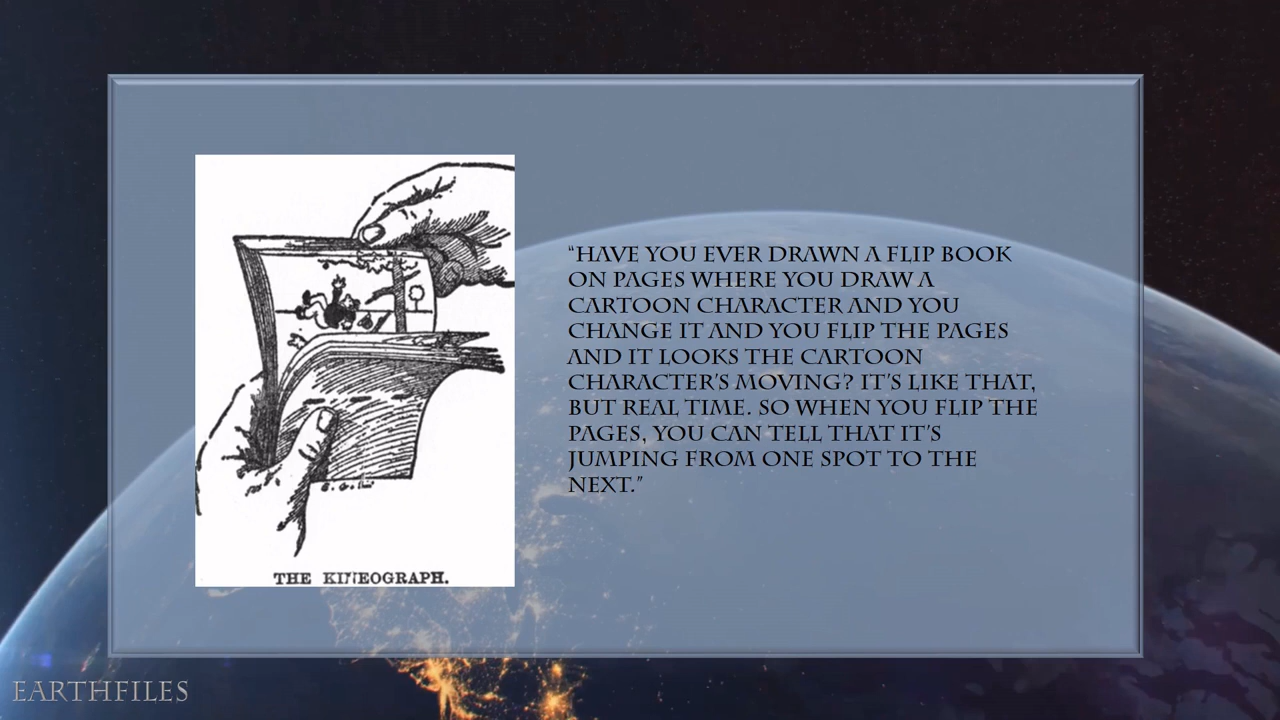 “HAVE YOU EVER DRAWN A FLIP BOOK
ON PAGES WHERE YOU DRAW A
CARTOON CHARACTER AND YOU
CHANGE IT AND YOU FLIP THE PAGES
AND IT LOOKS THE CARTOON
CHARACTER’S MOVING? IT’S LIKE THAT,
BUT REAL TIME. SO WHEN YOU FLIP THE
PAGES, YOU CAN TELL THAT IT’S
JUMPING FROM ONE SPOT TO THE
NEXT.”
THE KINEOGRAPH.
EARTHFILES